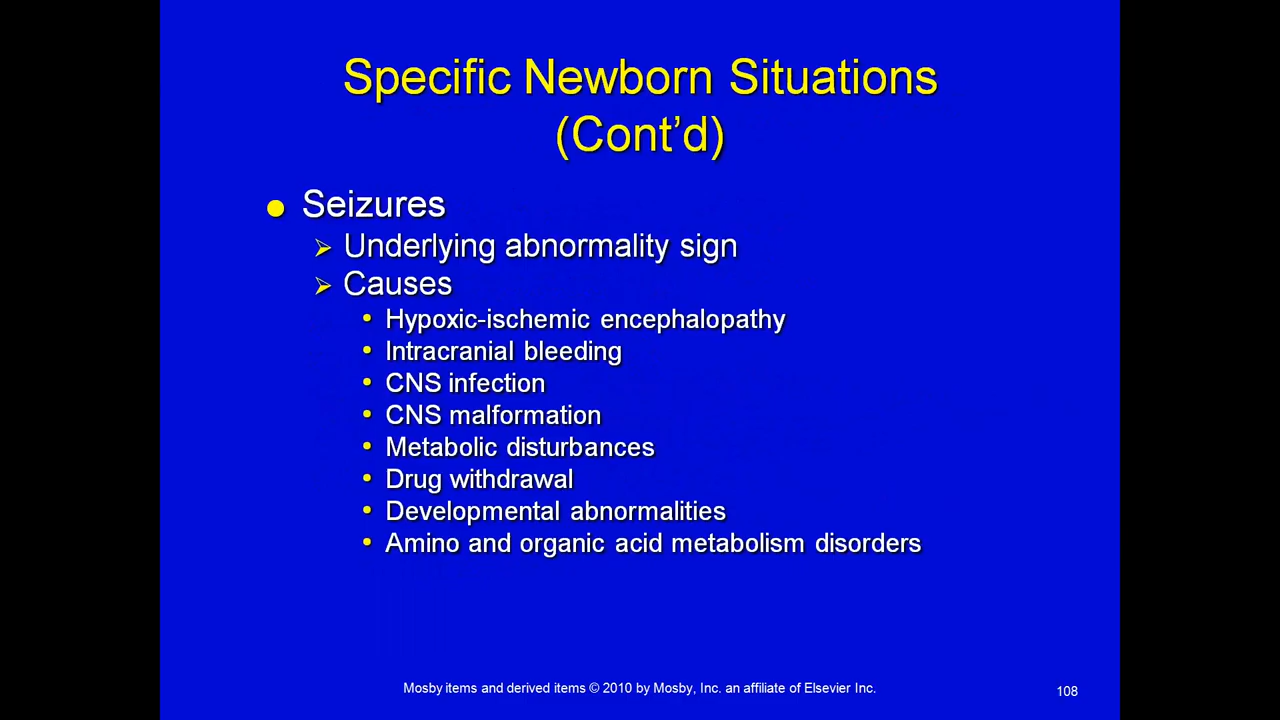 Specific Newborn Situations
(Cont’d)
Seizures
Underlying abnormality sign
Causes
Hypoxic-ischemic encephalopathy
Intracranial bleeding
CNS infection
CNS malformation
Metabolic disturbances
Drug withdrawal
Developmental abnormalities
Amino and organic acid metabolism disorders
Mosby items and derived items © 2010 by Mosby, Inc. an affiliate of Elsevier Inc.
108